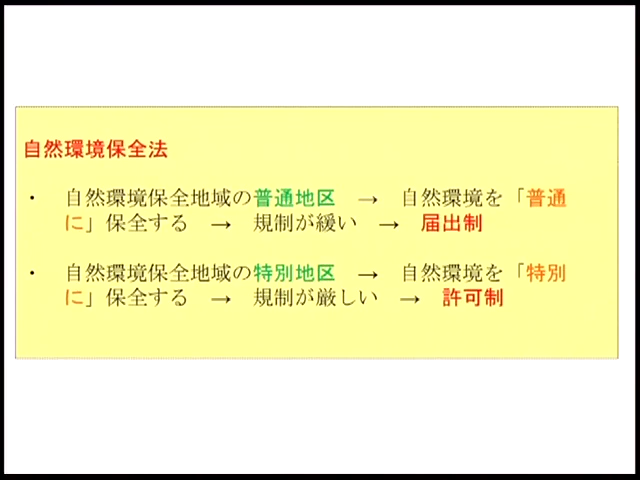 自然環境保全法
・ 自然環境保全地域の普通地区 → 自然環境を「普通
に」保全する → 規制が緩い → 届出制
・ 自然環境保全地域の特別地区 → 自然環境を「特別
に」保全する → 規制が厳しい → 許可制